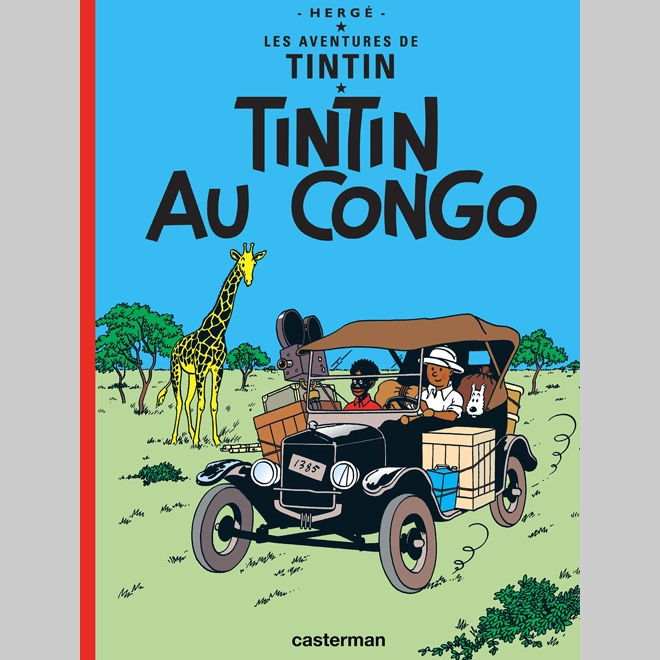 - HERGÉ -
LES AVENTURES DE
TINTIN
TINTIN
AU CONGO
1385
casterman